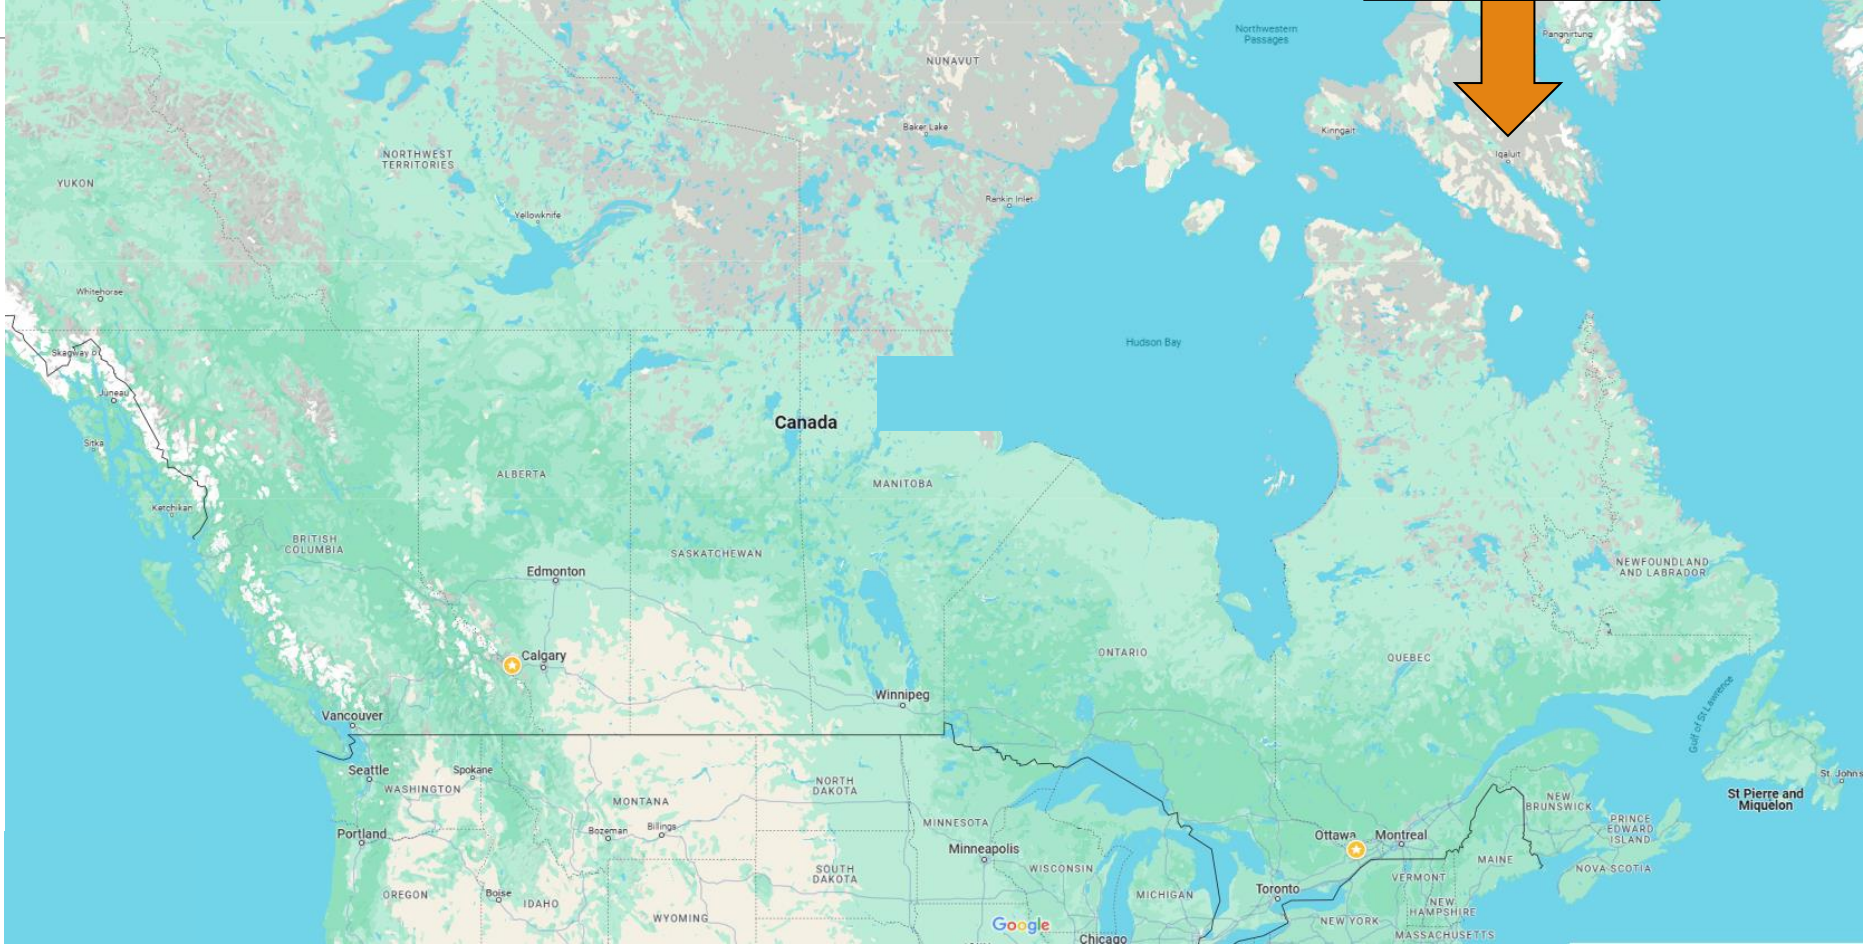 Northwestern
Passages
Pangnirtung
NUNAVUT
Baker Lake
Kinngait
Iqaluit
NORTHWEST
TERRITORIES
YUKON
Rankin Inlet
Yellowknife
Whitehorse
Hudson Bay
Skagway
Juneau
Canada
Sitka
ALBERTA
MANITOBA
Ketchikan
BRITISH
COLUMBIA
SASKATCHEWAN
NEWFOUNDLAND
AND LABRADOR
Edmonton
Calgary
ONTARIO
QUEBEC
Winnipeg
Gulf of St Lawrence
Vancouver
Seattle
Spokane
WASHINGTON
NORTH
DAKOTA
St. John's
St Pierre and
Miquelon
MONTANA
NEW
BRUNSWICK
Portland
Bozeman
Billings
MINNESOTA
PRINCE
EDWARD
ISLAND
Ottawa
Montreal
Minneapolis
MAINE
SOUTH
DAKOTA
WISCONSIN
NOVA SCOTIA
VERMONT
OREGON
Boise
IDAHO
MICHIGAN
Toronto
NEW
HAMPSHIRE
WYOMING
Google
NEW YORK
MASSACHUSETTS
Chicago